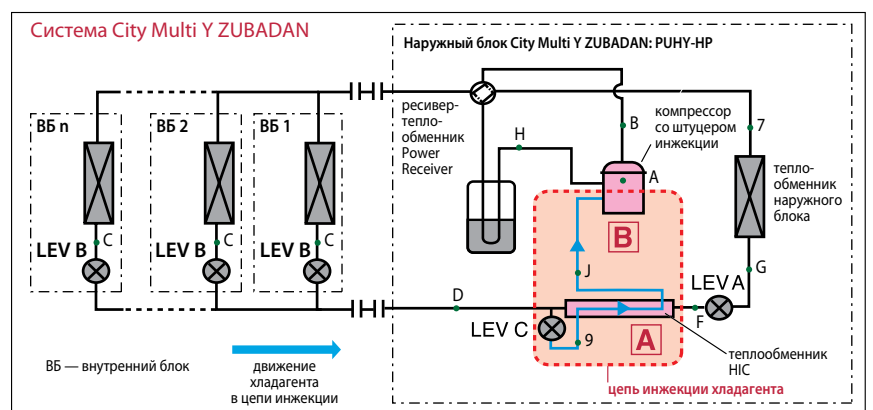 Система City Multi Y ZUBADAN
Наружный блок City Multi Y ZUBADAN: PUHY-HP
ВБ n
ВБ 2
ВБ 1
ресивер-
тепло-
обменник
Power
Receiver
H
B
компрессор
со штуцером
инжекции
A
7
тепло-
обменник
наружного
блока
LEV B
C
LEV B
C
LEV B
C
B
J
G
LEV A
D
F
LEV C
9
A
теплообменник
HIC
ВБ — внутренний блок
движение
хладагента
в цепи инжекции
цепь инжекции хладагента